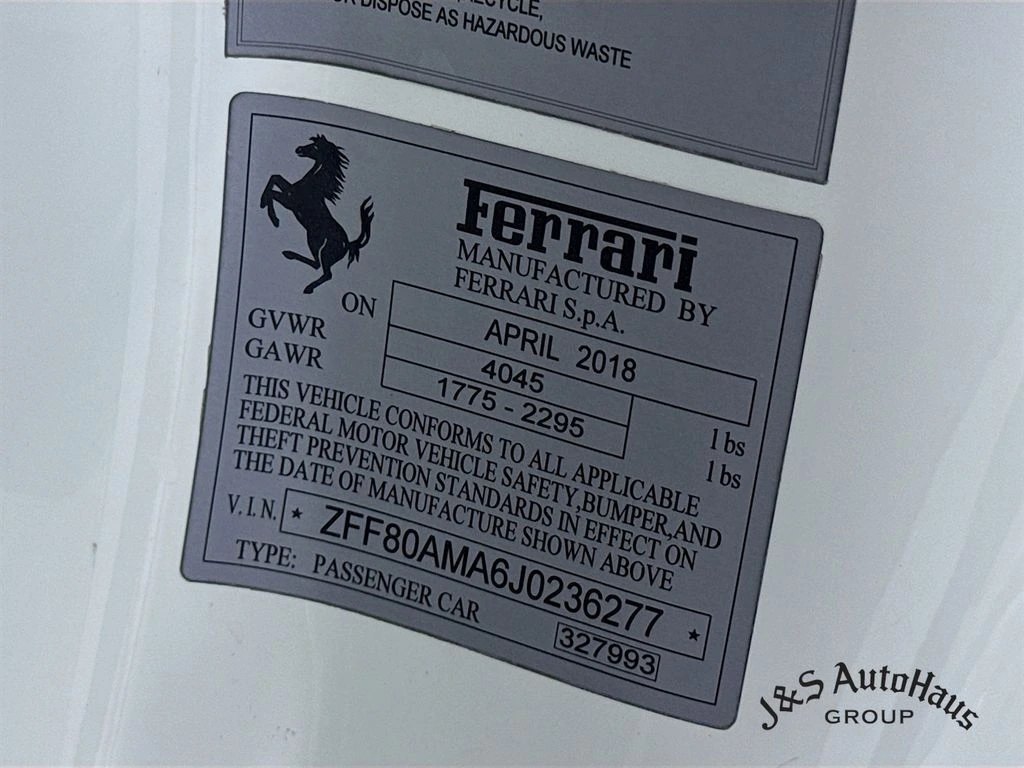 RECYCLE,
OR DISPOSE AS HAZARDOUS WASTE
Ferrari
MANUFACTURED BY
FERRARI S.p.A.
ON APRIL 2018
GVWR 4045 lbs
GAWR 1775 - 2295 lbs
THIS VEHICLE CONFORMS TO ALL APPLICABLE
FEDERAL MOTOR VEHICLE SAFETY,BUMPER,AND
THEFT PREVENTION STANDARDS IN EFFECT ON
THE DATE OF MANUFACTURE SHOWN ABOVE
V.I.N. * ZFF80AMA6J0236277 *
TYPE: PASSENGER CAR
327993
J&S AutoHaus
GROUP